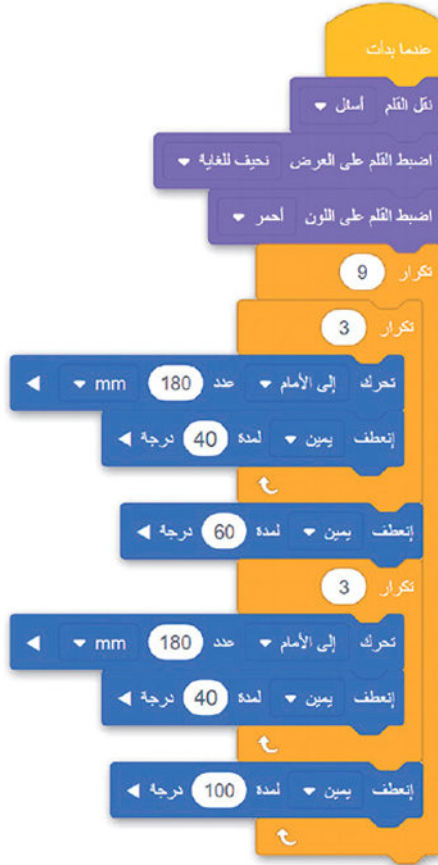 عندما بدأت
نقل القلم أسفل
اضبط القلم على العرض نحيف للغاية
اضبط القلم على اللون أحمر
تكرار 9
تكرار 3
تحرك إلى الأمام عدد 180 mm
إنعطف يمين لمدة 40 درجة
إنعطف يمين لمدة 60 درجة
تكرار 3
تحرك إلى الأمام عدد 180 mm
إنعطف يمين لمدة 40 درجة
إنعطف يمين لمدة 100 درجة